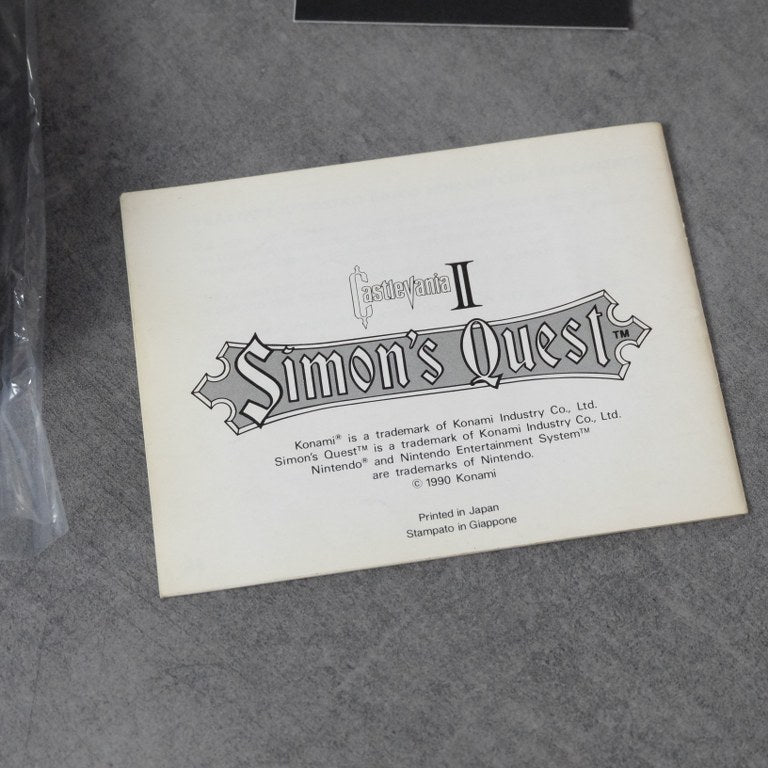 Castlevania II
Simon's Quest™
Konami® is a trademark of Konami Industry Co., Ltd.
Simon's Quest™ is a trademark of Konami Industry Co., Ltd.
Nintendo® and Nintendo Entertainment System™
are trademarks of Nintendo.
© 1990 Konami
Printed in Japan
Stampato in Giappone